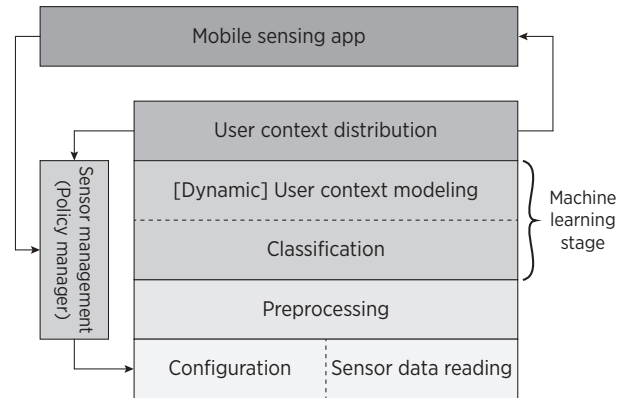 Mobile sensing app
User context distribution
Sensor management
(Policy manager)
[Dynamic] User context modeling
Classification
Machine
learning
stage
Preprocessing
Configuration
Sensor data reading